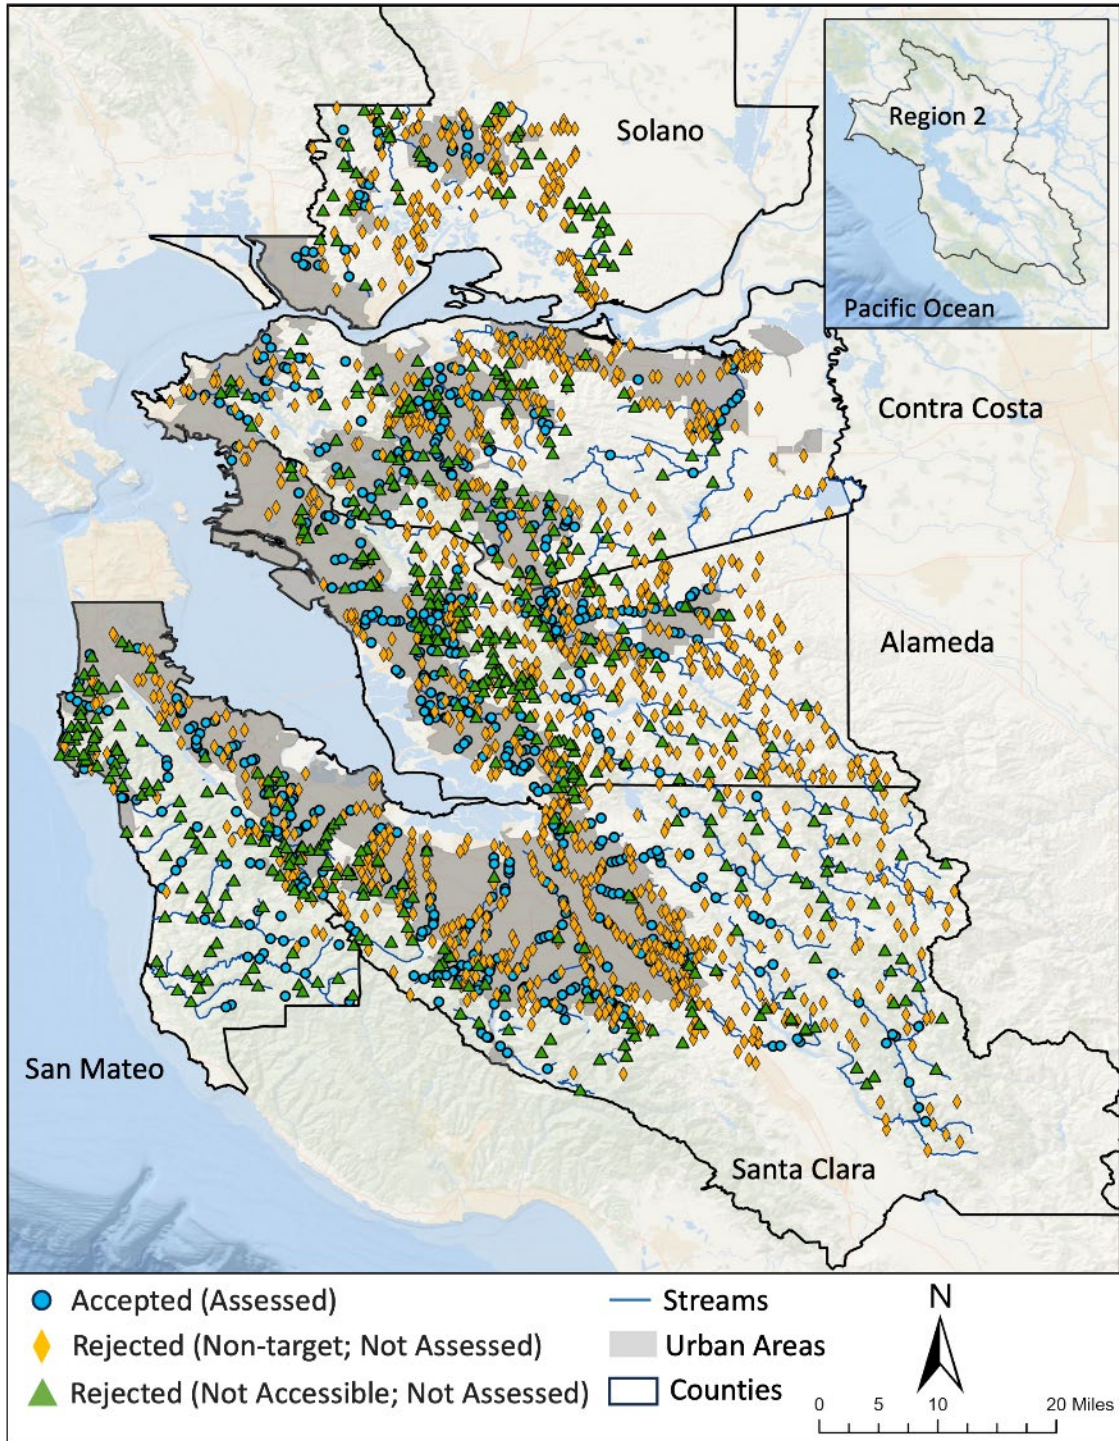 Solano
Region 2
Pacific Ocean
Contra Costa
Alameda
San Mateo
Santa Clara
Accepted (Assessed)
Rejected (Non-target; Not Assessed)
Rejected (Not Accessible; Not Assessed)
Streams
Urban Areas
Counties
N
0 5 10 20 Miles